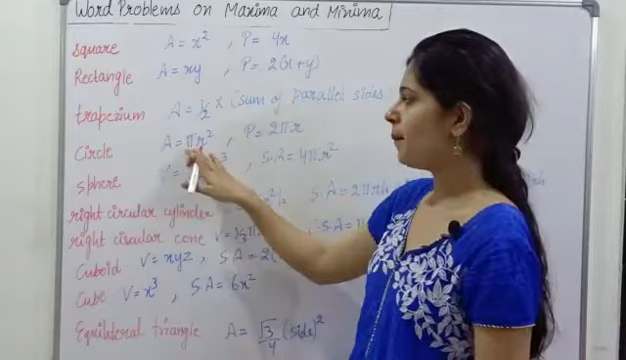 Word Problems on Maxima and Minima
Square A = x² , P = 4x
Rectangle A = xy , P = 2(x+y)
trapezium A = ½ × (sum of parallel sides
Circle A = πr² , P = 2πr
sphere ³ , S.A = 4πr²
right circular cylinder S.A = 2πrh
right circular cone V = ⅓π S.A =
Cuboid V = xyz , S.A = 2(
Cube V = x³ , S.A = 6x²
Equilateral triangle A = √3/4 (side)²